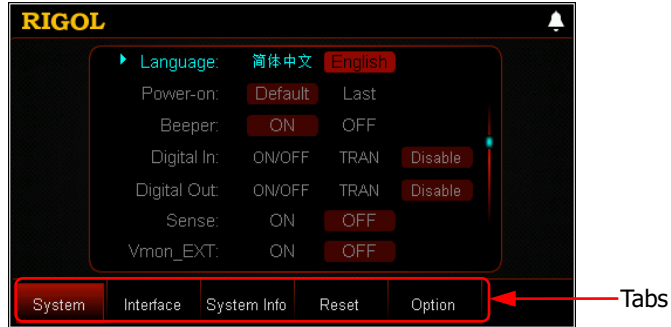 RIGOL
Language: 简体中文 English
Power-on: Default Last
Beeper: ON OFF
Digital In: ON/OFF TRAN Disable
Digital Out: ON/OFF TRAN Disable
Sense: ON OFF
Vmon_EXT: ON OFF
System Interface System Info Reset Option
Tabs